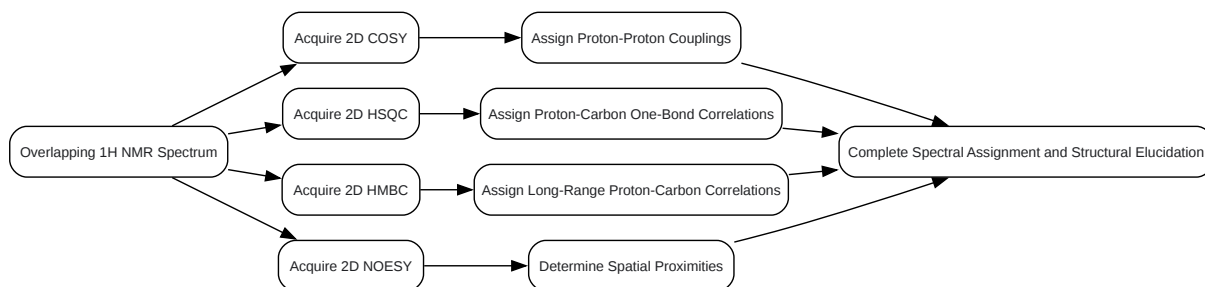 Acquire 2D COSY
Assign Proton-Proton Couplings
Acquire 2D HSQC
Assign Proton-Carbon One-Bond Correlations
Overlapping 1H NMR Spectrum
Complete Spectral Assignment and Structural Elucidation
Acquire 2D HMBC
Assign Long-Range Proton-Carbon Correlations
Acquire 2D NOESY
Determine Spatial Proximities